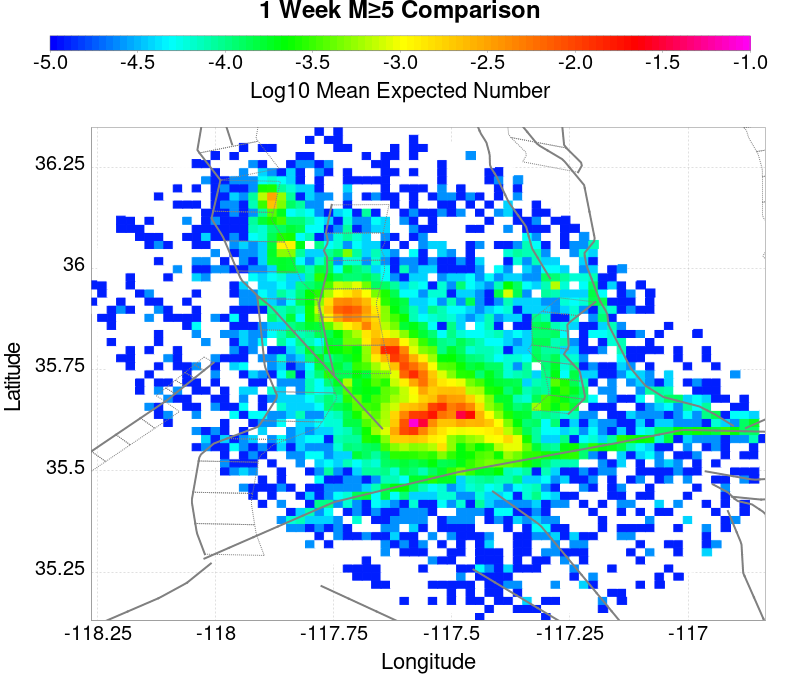 1 Week M≥5 Comparison
-5.0 -4.5 -4.0 -3.5 -3.0 -2.5 -2.0 -1.5 -1.0
Log10 Mean Expected Number
36.25
36
35.75
35.5
35.25
Latitude
-118.25 -118 -117.75 -117.5 -117.25 -117
Longitude